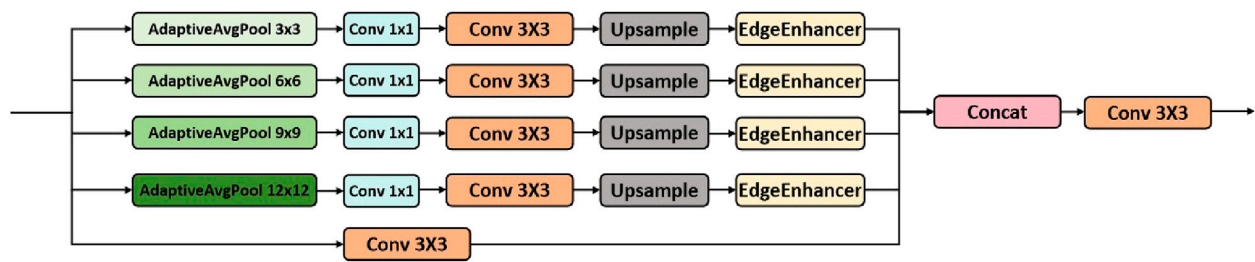 AdaptiveAvgPool 3x3 Conv 1x1 Conv 3X3 Upsample EdgeEnhancer
AdaptiveAvgPool 6x6 Conv 1x1 Conv 3X3 Upsample EdgeEnhancer
Concat Conv 3X3
AdaptiveAvgPool 9x9 Conv 1x1 Conv 3X3 Upsample EdgeEnhancer
AdaptiveAvgPool 12x12 Conv 1x1 Conv 3X3 Upsample EdgeEnhancer
Conv 3X3